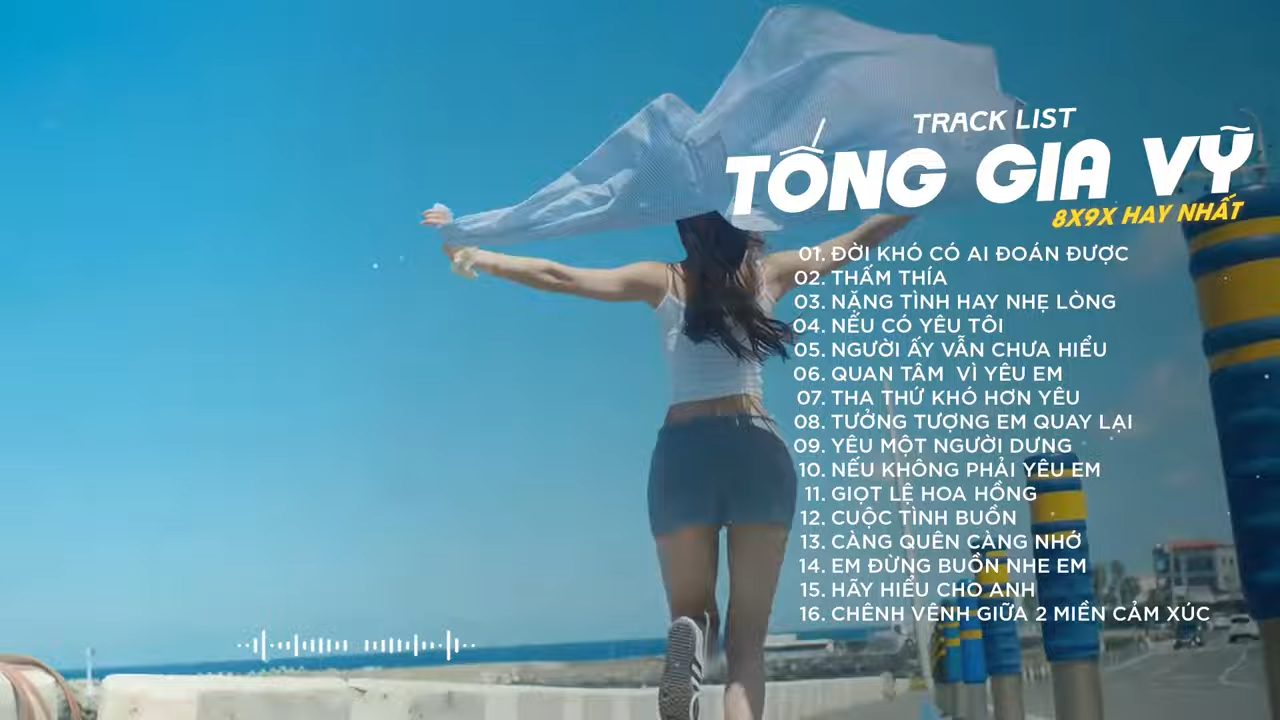 TRACK LIST
TỐNG GIA VỸ
8X9X HAY NHẤT
01. ĐỜI KHÓ CÓ AI ĐOÁN ĐƯỢC
02. THẤM THÍA
03. NẶNG TÌNH HAY NHẸ LÒNG
04. NẾU CÓ YÊU TÔI
05. NGƯỜI ẤY VẪN CHƯA HIỂU
06. QUAN TÂM VÌ YÊU EM
07. THA THỨ KHÓ HƠN YÊU
08. TƯỞNG TƯỢNG EM QUAY LẠI
09. YÊU MỘT NGƯỜI DƯNG
10. NẾU KHÔNG PHẢI YÊU EM
11. GIỌT LỆ HOA HỒNG
12. CUỘC TÌNH BUỒN
13. CÀNG QUÊN CÀNG NHỚ
14. EM ĐỪNG BUỒN NHE EM
15. HÃY HIỂU CHO ANH
16. CHÊNH VÊNH GIỮA 2 MIỀN CẢM XÚC